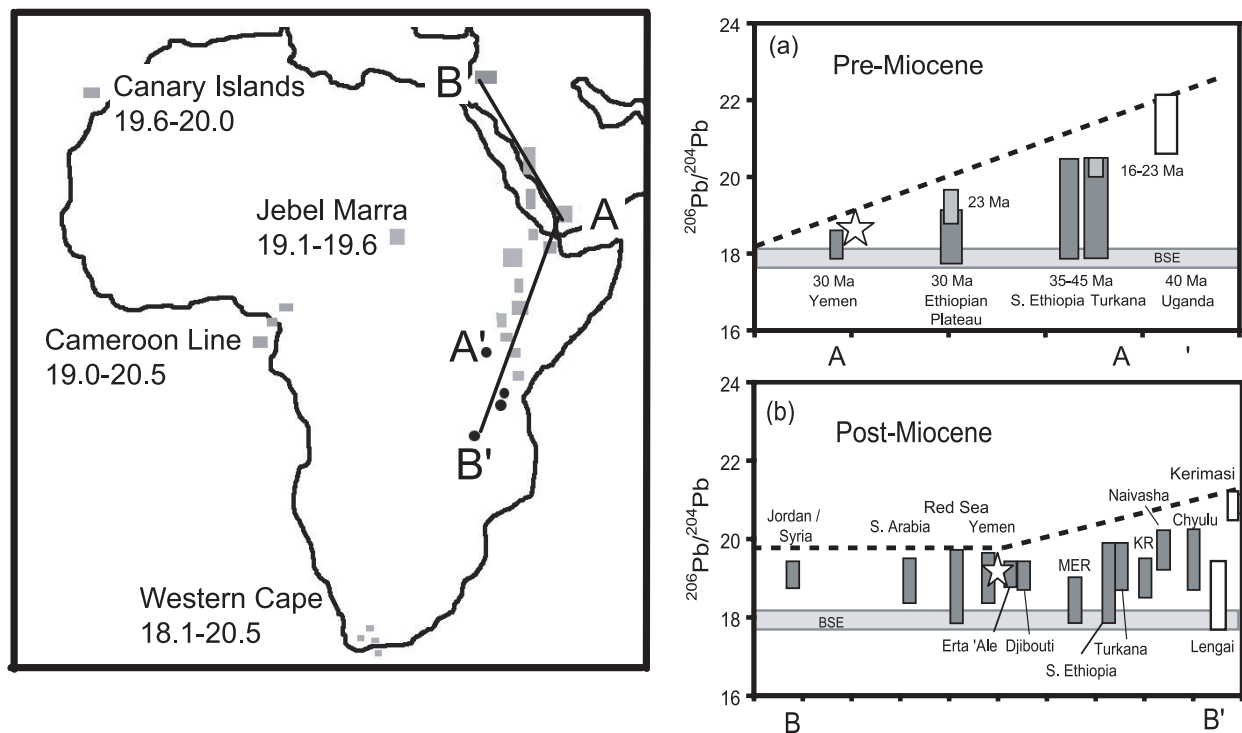 Canary Islands
19.6-20.0
B
Jebel Marra
19.1-19.6
A
Cameroon Line
19.0-20.5
A'
B'
Western Cape
18.1-20.5
(a)
Pre-Miocene
206Pb/204Pb
24
22
20
18
16
16-23 Ma
23 Ma
BSE
30 Ma
Yemen
30 Ma
Ethiopian
Plateau
35-45 Ma
S. Ethiopia Turkana
40 Ma
Uganda
A
A '
(b)
Post-Miocene
206Pb/204Pb
24
22
20
18
16
Kerimasi
Naivasha
Chyulu
Red Sea
Jordan /
Syria
S. Arabia
Yemen
KR
MER
BSE
Erta 'Ale
Djibouti
Turkana
Lengai
S. Ethiopia
B
B'